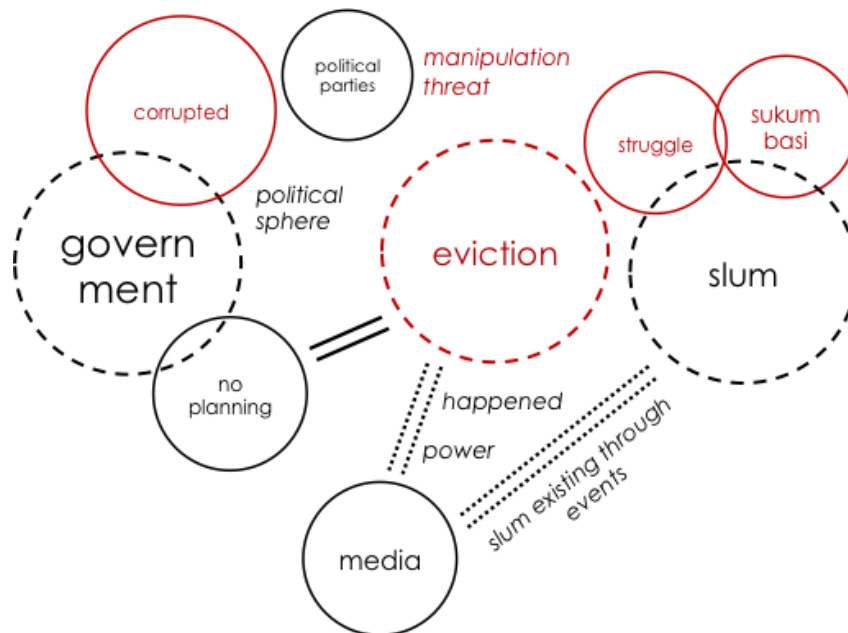 political
parties
manipulation
threat
corrupted
sukum
basi
struggle
political
sphere
govern
ment
eviction
slum
no
planning
happened
power
slum existing through
events
media